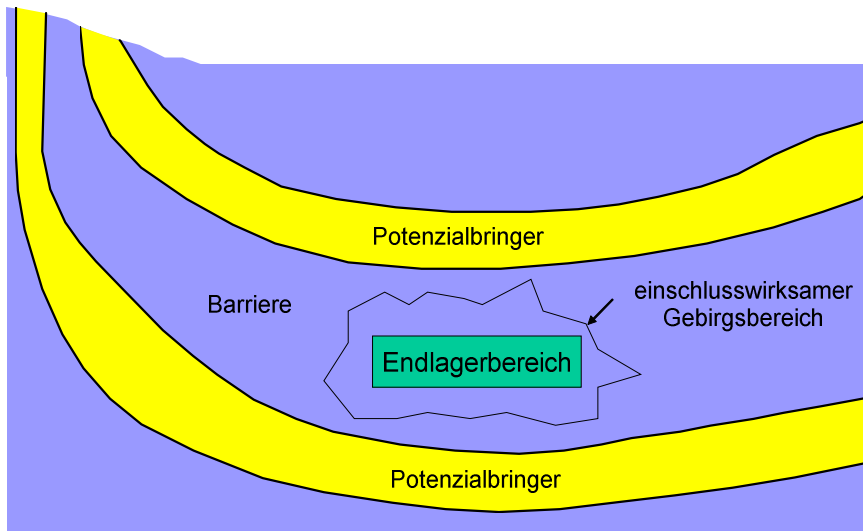 Potenzialbringer
Barriere
einschlusswirksamer
Gebirgsbereich
Endlagerbereich
Potenzialbringer